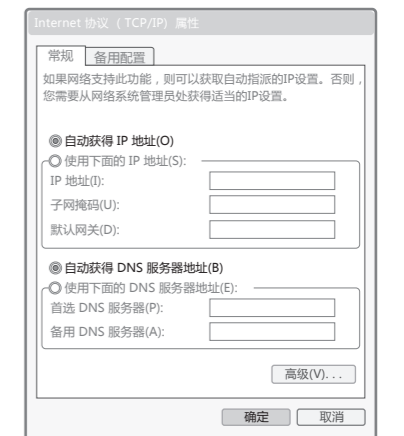 Internet 协议 （ TCP/IP) 属性
常规 备用配置
如果网络支持此功能，则可以获取自动指派的IP设置。否则，
您需要从网络系统管理员处获得适当的IP设置。
自动获得 IP 地址(O)
使用下面的 IP 地址(S):
IP 地址(I):
子网掩码(U):
默认网关(D):
自动获得 DNS 服务器地址(B)
使用下面的 DNS 服务器地址(E):
首选 DNS 服务器(P):
备用 DNS 服务器(A):
高级(V)...
确定 取消